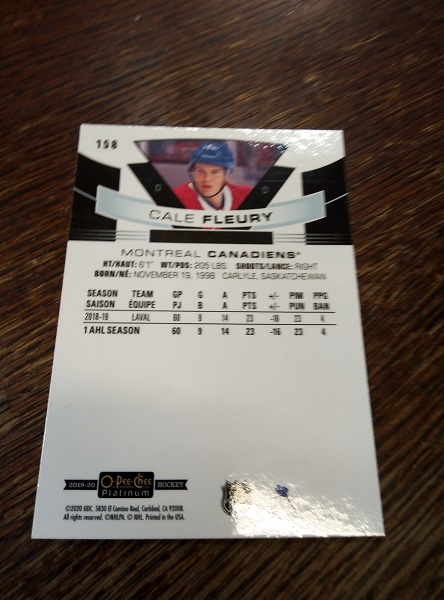 158
CALE FLEURY
MONTREAL CANADIENS®
HT/HAUT: 6'1" WT/PDS: 205 LBS. SHOOTS/LANCE: RIGHT
BORN/NÉ: NOVEMBER 19, 1998 CARLYLE, SASKATCHEWAN
SEASON TEAM GP G A PTS +/- PIM PPG
SAISON ÉQUIPE PJ B A PTS +/- PUN BAN
2018-19 LAVAL 60 9 14 23 -16 23 4
1 AHL SEASON 60 9 14 23 -16 23 4
2019-20 O-Pee-Chee HOCKEY
Platinum
©2020 UDC. 5830 El Camino Real, Carlsbad, CA 92008.
All rights reserved. ©NHLPA. © NHL. Printed in the USA.